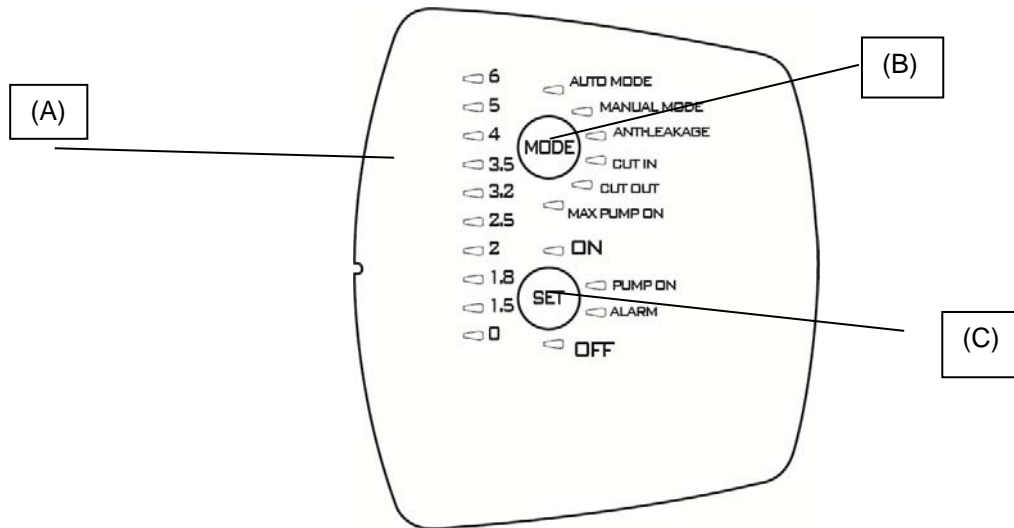 (A)
(B)
(C)
6
5
4
3.5
3.2
2.5
2
1.8
1.5
0
AUTO MODE
MANUAL MODE
ANTI-LEAKAGE
MODE
CUT IN
CUT OUT
MAX PUMP ON
ON
PUMP ON
SET
ALARM
OFF